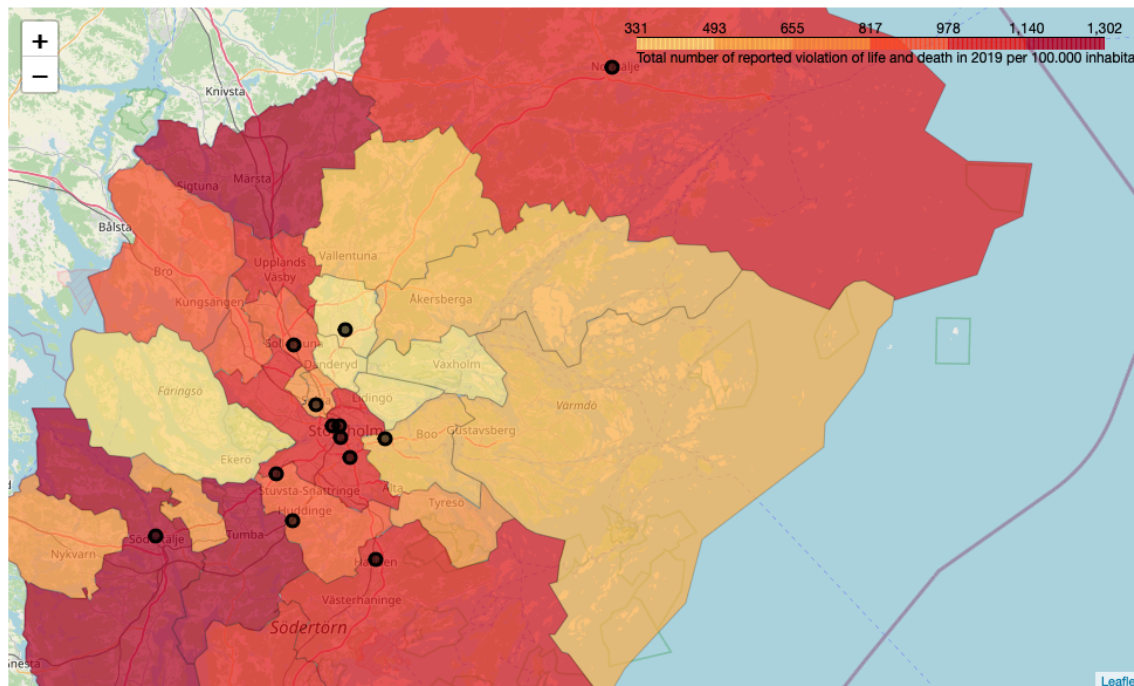 +
−
331 493 655 817 978 1,140 1,302
Total number of reported violation of life and death in 2019 per 100.000 inhabita
Knivsta
Märsta
Sigtuna
Bålsta
Vallentuna
Upplands
Väsby
Bro
Kungsängen
Åkersberga
Danderyd
Vaxholm
Färingsö
Lidingö
Värmdö
Boo
Gustavsberg
Ekerö
Stuvsta-Snättringe
Älta
Tyresö
Huddinge
Tumba
Nykvarn
Västerhaninge
Södertörn
Leafle